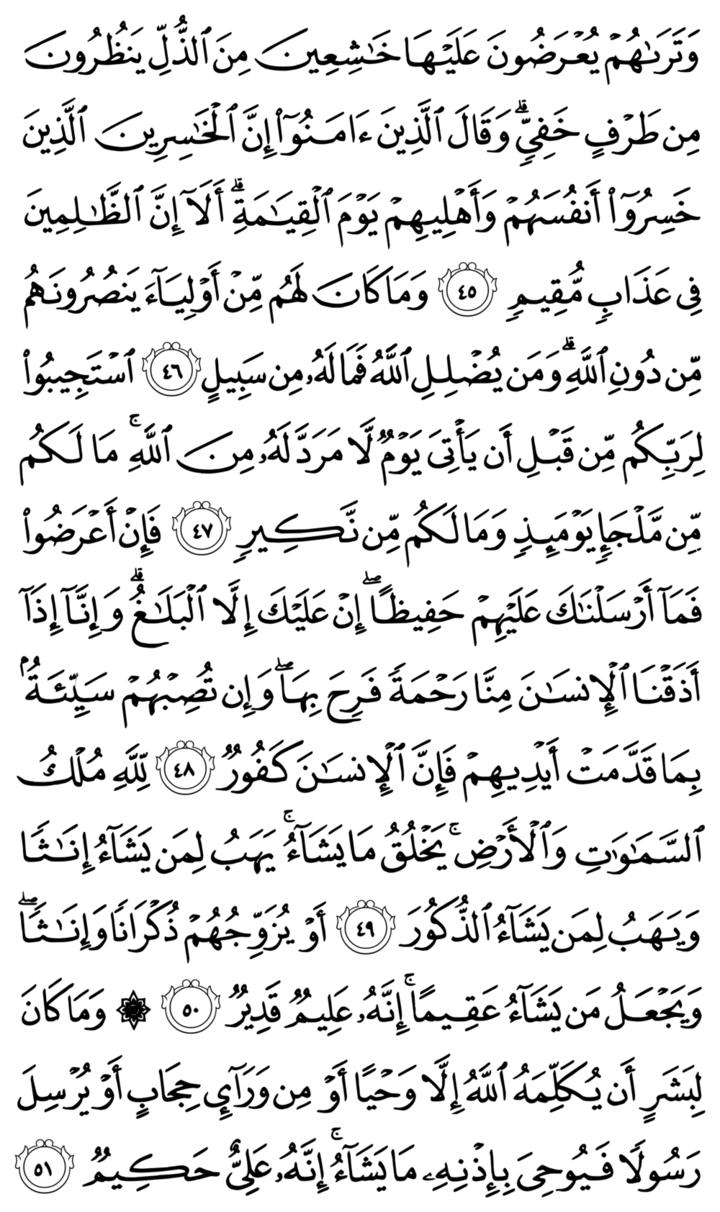 وَتَرَىٰهُمۡ يُعۡرَضُونَ عَلَيۡهَا خَٰشِعِينَ مِنَ ٱلذُّلِّ يَنظُرُونَ
مِن طَرۡفٍ خَفِيّٖۗ وَقَالَ ٱلَّذِينَ ءَامَنُوٓاْ إِنَّ ٱلۡخَٰسِرِينَ ٱلَّذِينَ
خَسِرُوٓاْ أَنفُسَهُمۡ وَأَهۡلِيهِمۡ يَوۡمَ ٱلۡقِيَٰمَةِۗ أَلَآ إِنَّ ٱلظَّٰلِمِينَ
فِي عَذَابٖ مُّقِيمٖ ٤٥ وَمَا كَانَ لَهُم مِّنۡ أَوۡلِيَآءَ يَنصُرُونَهُم
مِّن دُونِ ٱللَّهِۗ وَمَن يُضۡلِلِ ٱللَّهُ فَمَا لَهُۥ مِن سَبِيلٍ ٤٦ ٱسۡتَجِيبُواْ
لِرَبِّكُم مِّن قَبۡلِ أَن يَأۡتِيَ يَوۡمٞ لَّا مَرَدَّ لَهُۥ مِنَ ٱللَّهِۚ مَا لَكُم
مِّن مَّلۡجَإٖ يَوۡمَئِذٖ وَمَا لَكُم مِّن نَّكِيرٖ ٤٧ فَإِنۡ أَعۡرَضُواْ
فَمَآ أَرۡسَلۡنَٰكَ عَلَيۡهِمۡ حَفِيظًاۖ إِنۡ عَلَيۡكَ إِلَّا ٱلۡبَلَٰغُۗ وَإِنَّآ إِذَآ
أَذَقۡنَا ٱلۡإِنسَٰنَ مِنَّا رَحۡمَةٗ فَرِحَ بِهَاۖ وَإِن تُصِبۡهُمۡ سَيِّئَةُۢ
بِمَا قَدَّمَتۡ أَيۡدِيهِمۡ فَإِنَّ ٱلۡإِنسَٰنَ كَفُورٞ ٤٨ لِّلَّهِ مُلۡكُ
ٱلسَّمَٰوَٰتِ وَٱلۡأَرۡضِۚ يَخۡلُقُ مَا يَشَآءُۚ يَهَبُ لِمَن يَشَآءُ إِنَٰثٗا
وَيَهَبُ لِمَن يَشَآءُ ٱلذُّكُورَ ٤٩ أَوۡ يُزَوِّجُهُمۡ ذُكۡرَانٗا وَإِنَٰثٗاۖ
وَيَجۡعَلُ مَن يَشَآءُ عَقِيمًاۚ إِنَّهُۥ عَلِيمٞ قَدِيرٞ ٥٠ ۞ وَمَا كَانَ
لِبَشَرٍ أَن يُكَلِّمَهُ ٱللَّهُ إِلَّا وَحۡيًا أَوۡ مِن وَرَآيِٕ حِجَابٍ أَوۡ يُرۡسِلَ
رَسُولٗا فَيُوحِيَ بِإِذۡنِهِۦ مَا يَشَآءُۚ إِنَّهُۥ عَلِيٌّ حَكِيمٞ ٥١